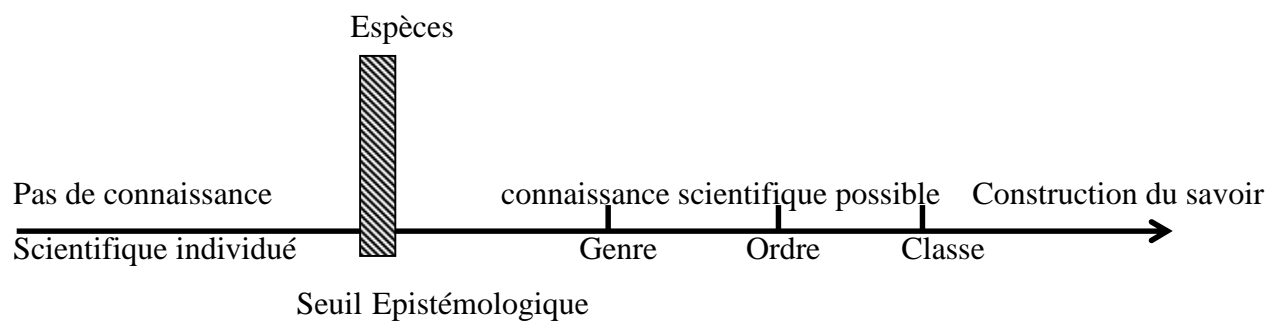 Espèces
Pas de connaissance connaissance scientifique possible Construction du savoir
Scientifique individué Genre Ordre Classe
Seuil Epistémologique